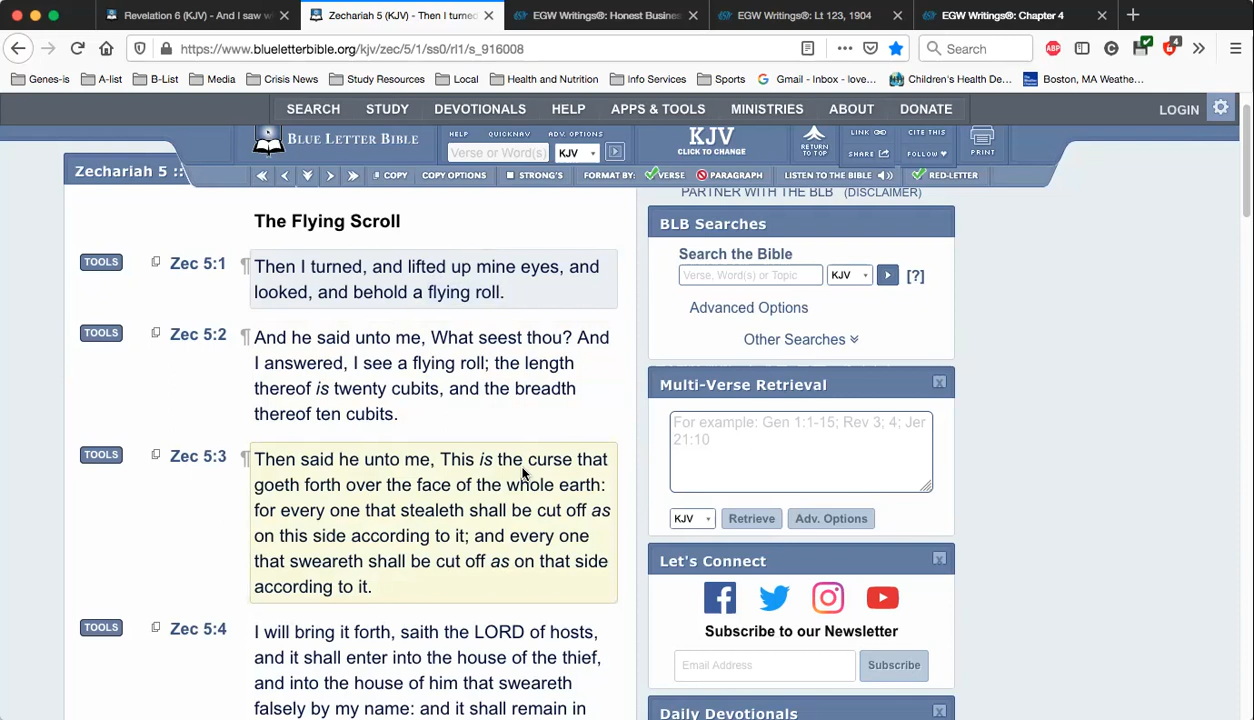 Revelation 6 (KJV) - And I saw w
Zechariah 5 (KJV) - Then I turned
EGW Writings®: Honest Busines
EGW Writings®: Lt 123, 1904
EGW Writings®: Chapter 4
https://www.blueletterbible.org/kjv/zec/5/1/ss0/rl1/s_916008
Search
ABP
4
Genes-is
A-list
B-List
Media
Crisis News
Study Resources
Local
Health and Nutrition
Info Services
Sports
Gmail - Inbox - love...
Children's Health De...
Boston, MA Weathe...
SEARCH STUDY DEVOTIONALS HELP APPS & TOOLS MINISTRIES ABOUT DONATE LOGIN
BLUE LETTER BIBLE
HELP QUICKNAV ADV. OPTIONS
Verse or Word(s) KJV
KJV
CLICK TO CHANGE
RETURN
TO TOP
LINK
SHARE
CITE THIS
FOLLOW
PRINT
Zechariah 5 ::
COPY COPY OPTIONS STRONG'S FORMAT BY: VERSE PARAGRAPH LISTEN TO THE BIBLE RED-LETTER
The Flying Scroll
TOOLS Zec 5:1 ¶ Then I turned, and lifted up mine eyes, and
looked, and behold a flying roll.
TOOLS Zec 5:2 ¶ And he said unto me, What seest thou? And
I answered, I see a flying roll; the length
thereof is twenty cubits, and the breadth
thereof ten cubits.
TOOLS Zec 5:3 ¶ Then said he unto me, This is the curse that
goeth forth over the face of the whole earth:
for every one that stealeth shall be cut off as
on this side according to it; and every one
that sweareth shall be cut off as on that side
according to it.
TOOLS Zec 5:4 I will bring it forth, saith the LORD of hosts,
and it shall enter into the house of the thief,
and into the house of him that sweareth
falsely by my name: and it shall remain in
PARTNER WITH THE BLB (DISCLAIMER)
BLB Searches
Search the Bible
Verse, Word(s) or Topic KJV [?]
Advanced Options
Other Searches
Multi-Verse Retrieval
For example: Gen 1:1-15; Rev 3; 4; Jer
21:10
KJV Retrieve Adv. Options
Let's Connect
Subscribe to our Newsletter
Email Address Subscribe
Daily Devotionals